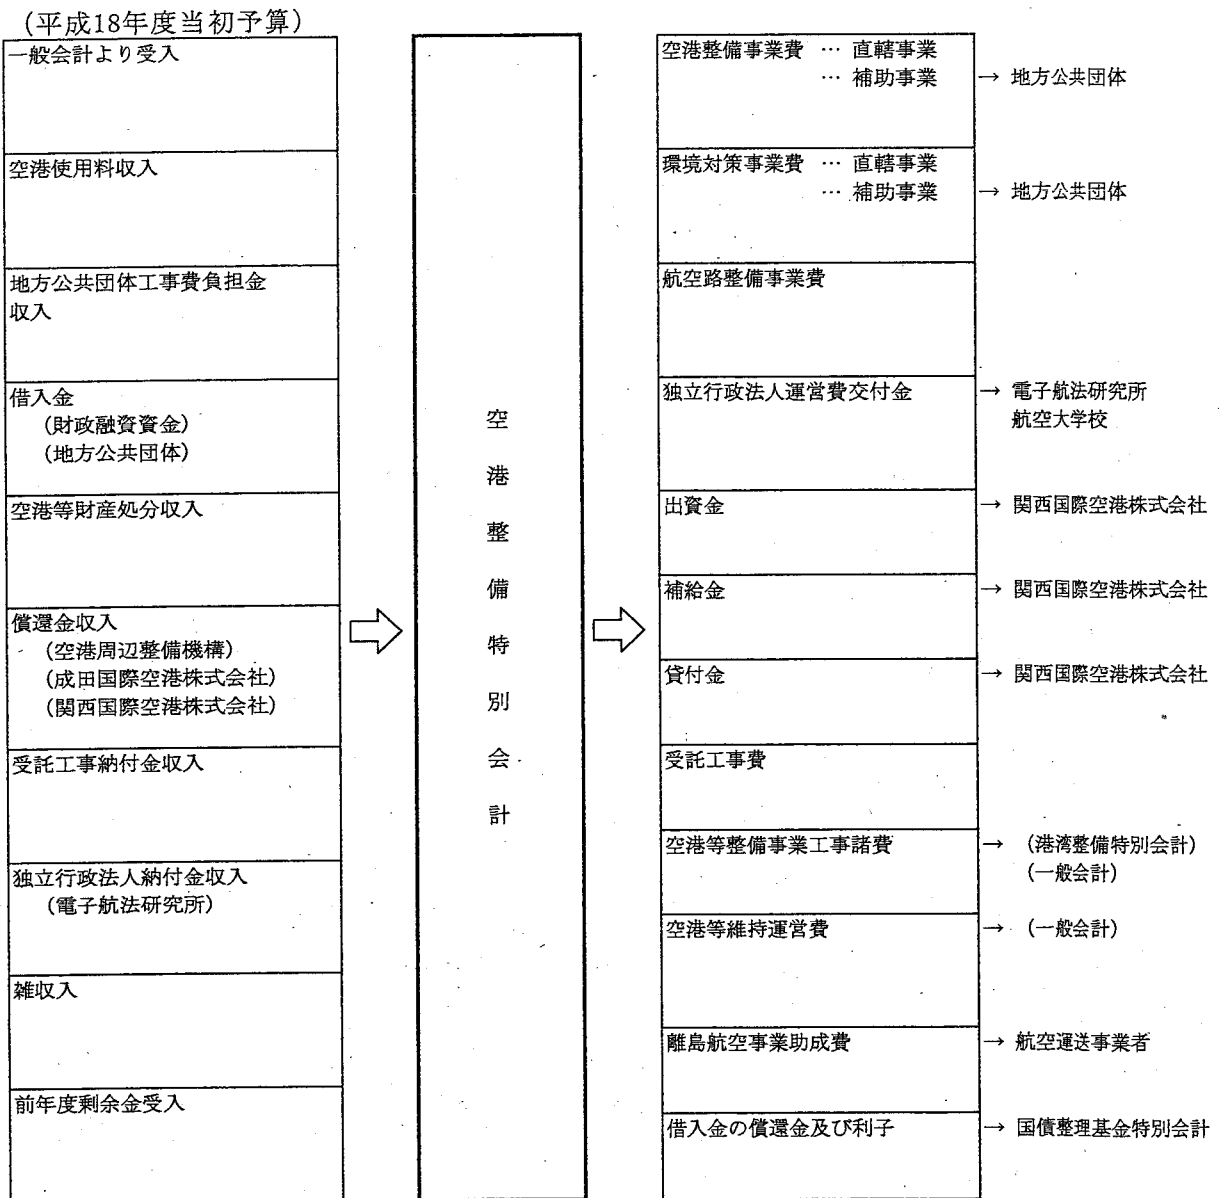 （平成18年度当初予算）
一般会計より受入
空港使用料収入
地方公共団体工事費負担金
収入
借入金
（財政融資資金）
（地方公共団体）
空港等財産処分収入
償還金収入
（空港周辺整備機構）
（成田国際空港株式会社）
（関西国際空港株式会社）
受託工事納付金収入
独立行政法人納付金収入
（電子航法研究所）
雑収入
前年度剰余金受入
空港整備特別会計
空港整備事業費 … 直轄事業
… 補助事業 → 地方公共団体
環境対策事業費 … 直轄事業
… 補助事業 → 地方公共団体
航空路整備事業費
独立行政法人運営費交付金 → 電子航法研究所
航空大学校
出資金 → 関西国際空港株式会社
補給金 → 関西国際空港株式会社
貸付金 → 関西国際空港株式会社
受託工事費
空港等整備事業工事諸費 → （港湾整備特別会計）
（一般会計）
空港等維持運営費 → （一般会計）
離島航空事業助成費 → 航空運送事業者
借入金の償還金及び利子 → 国債整理基金特別会計